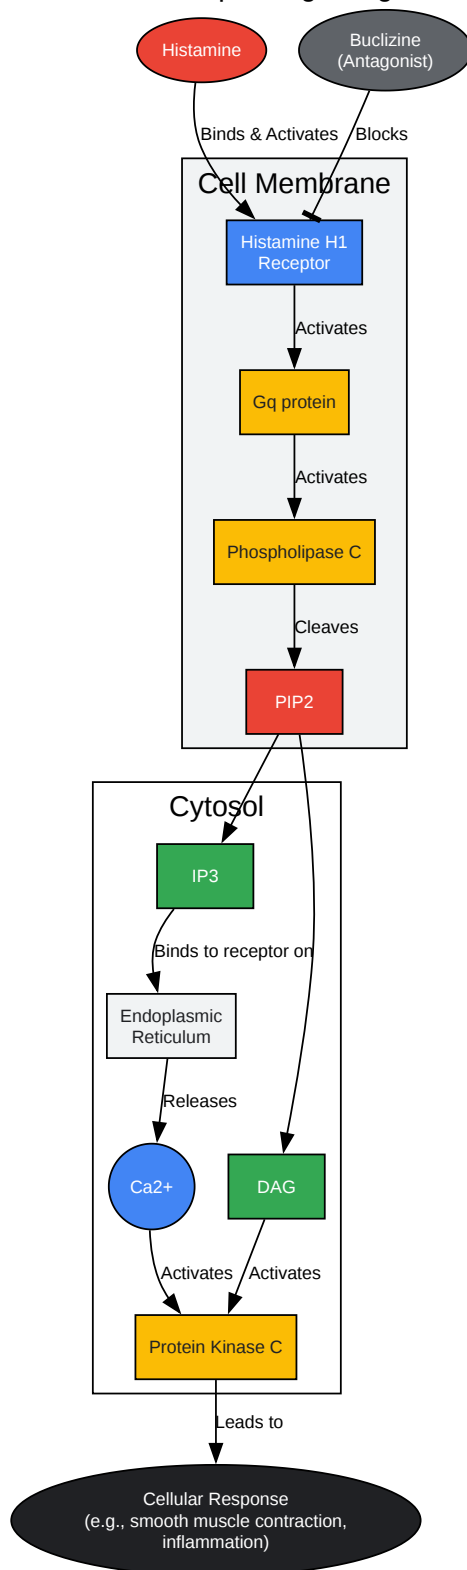 Histamine
Buclizine
(Antagonist)
Binds & Activates
Blocks
Cell Membrane
Histamine H1
Receptor
Activates
Gq protein
Activates
Phospholipase C
Cleaves
PIP2
Cytosol
IP3
Binds to receptor on
Endoplasmic
Reticulum
Releases
Ca2+
DAG
Activates
Activates
Protein Kinase C
Leads to
Cellular Response
(e.g., smooth muscle contraction,
inflammation)